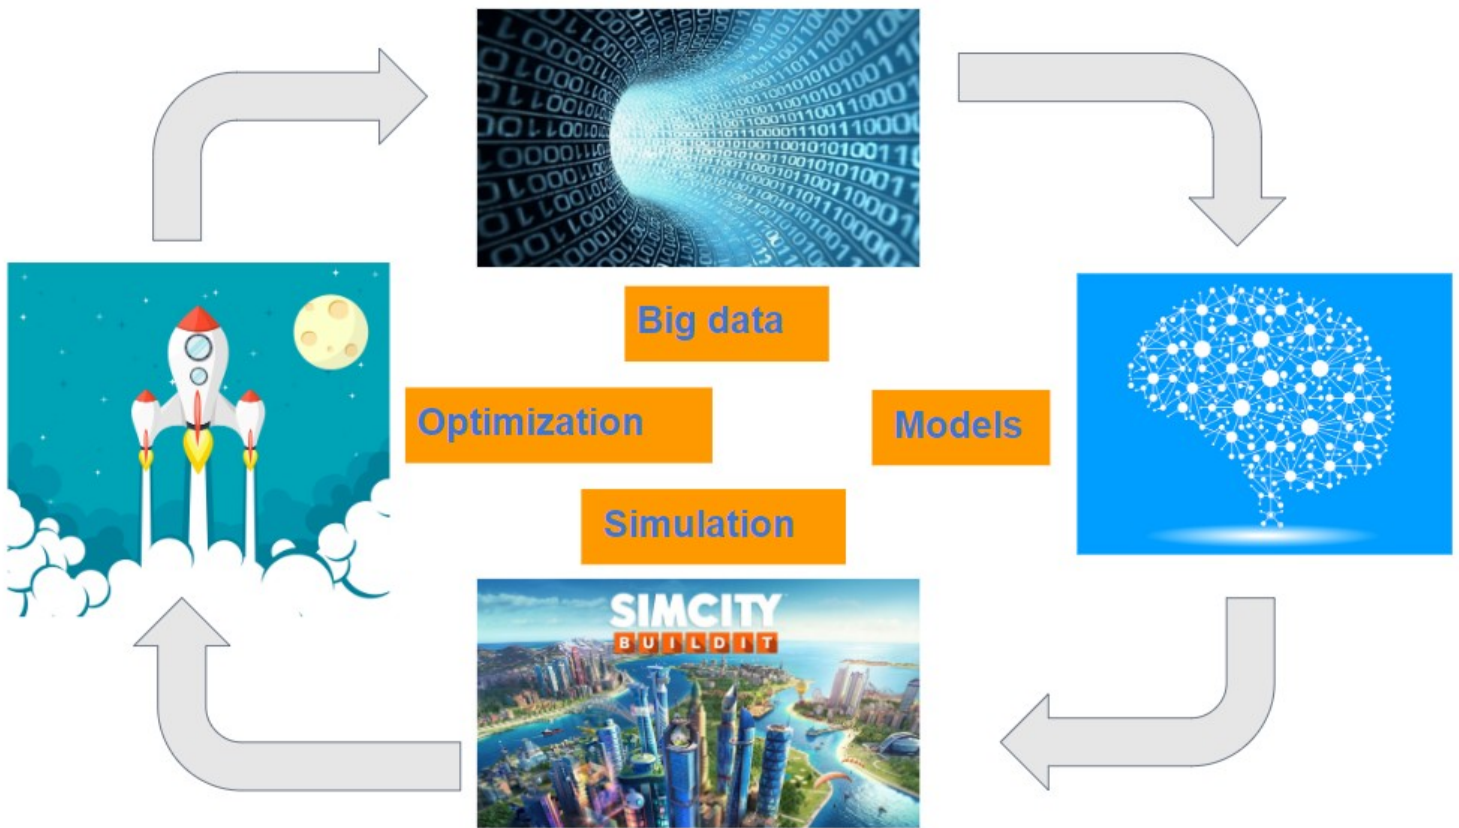 Big data
Optimization
Models
Simulation
SIMCITY
BUILDIT